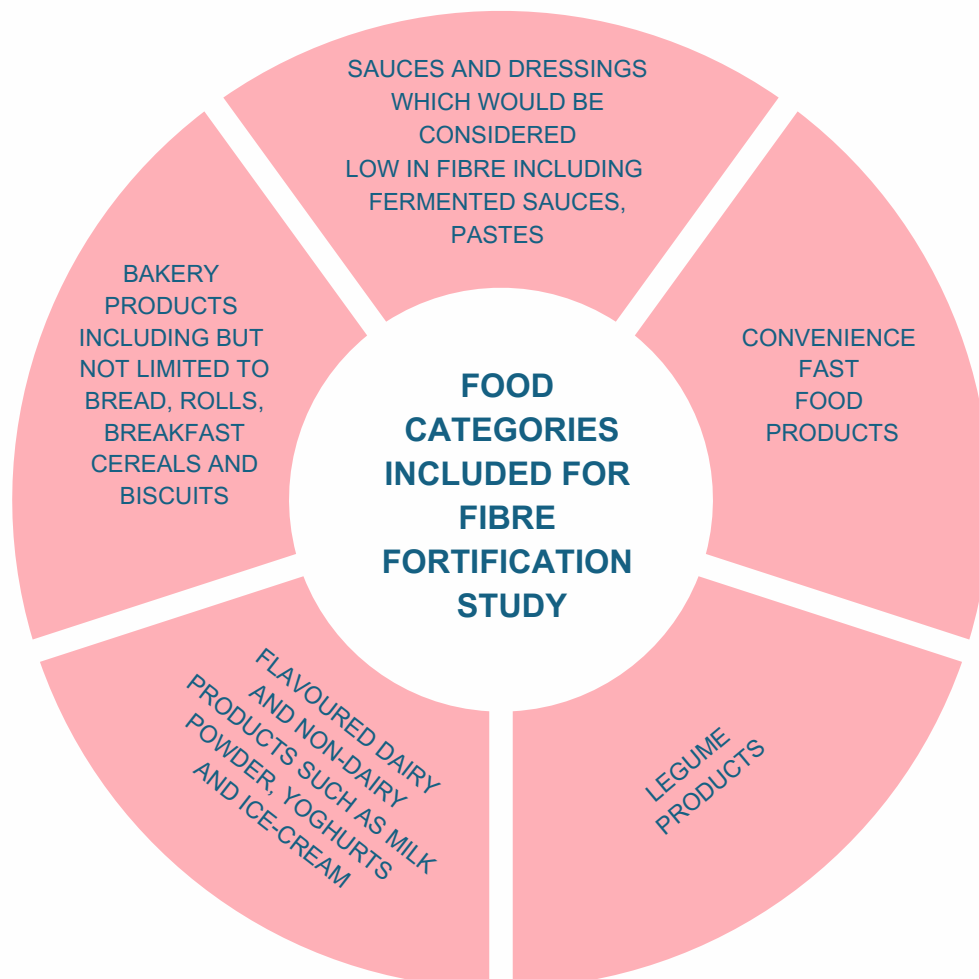 SAUCES AND DRESSINGS
WHICH WOULD BE
CONSIDERED
LOW IN FIBRE INCLUDING
FERMENTED SAUCES,
PASTES
CONVENIENCE
FAST
FOOD
PRODUCTS
LEGUME
PRODUCTS
FLAVOURED DAIRY
AND NON-DAIRY
PRODUCTS SUCH AS MILK
POWDER, YOGHURTS
AND ICE-CREAM
BAKERY
PRODUCTS
INCLUDING BUT
NOT LIMITED TO
BREAD, ROLLS,
BREAKFAST
CEREALS AND
BISCUITS
FOOD
CATEGORIES
INCLUDED FOR
FIBRE
FORTIFICATION
STUDY